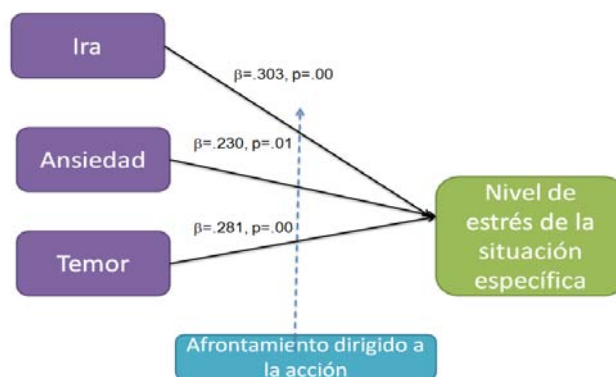 Ira
β=.303, p=.00
Ansiedad
β=.230, p=.01
Nivel de
estrés de la
situación
específica
β=.281, p=.00
Temor
Afrontamiento dirigido a
la acción